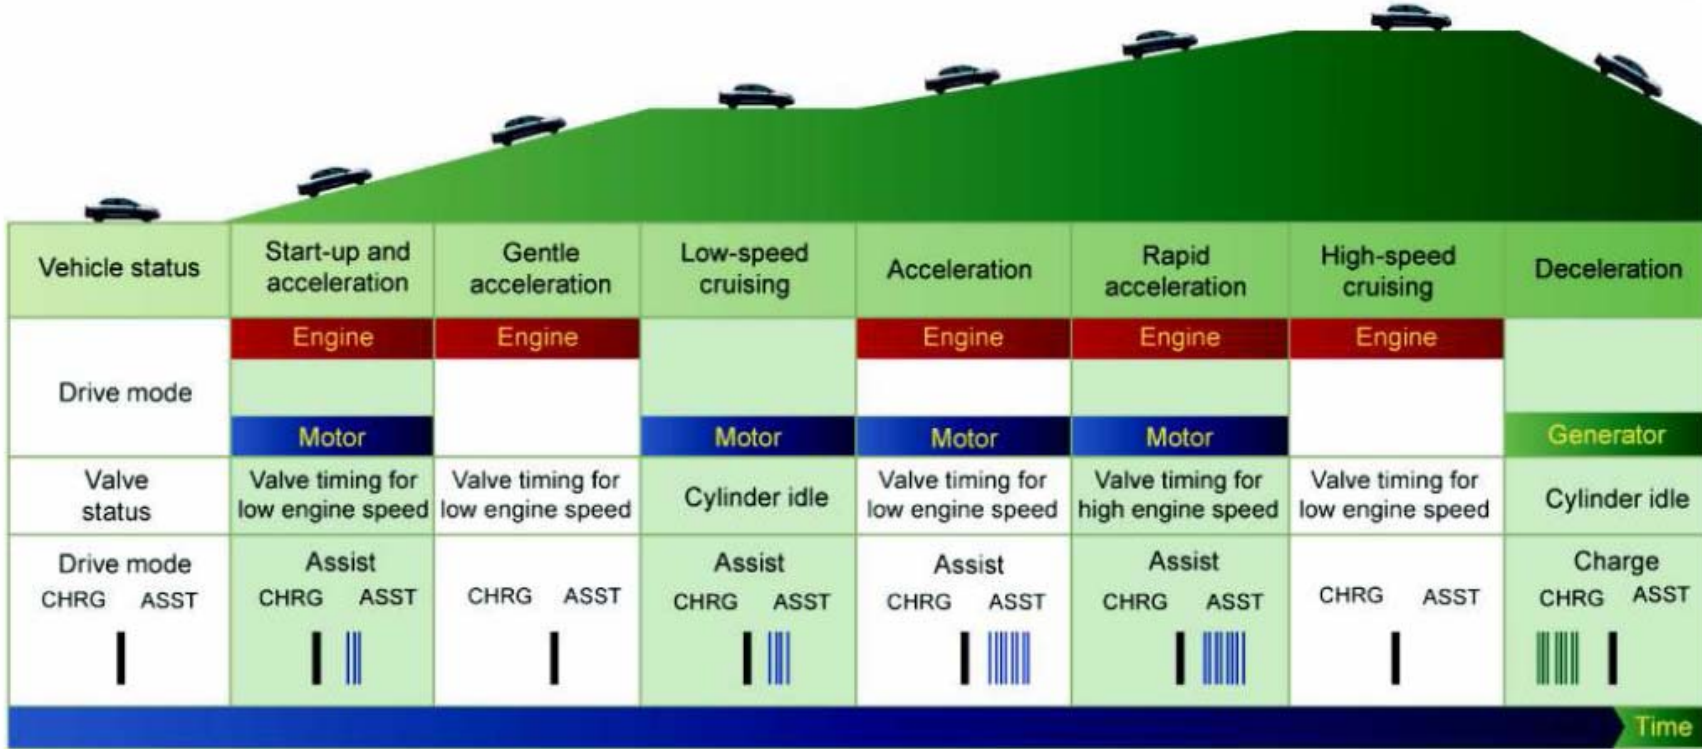 Vehicle status
Start-up and
acceleration
Gentle
acceleration
Low-speed
cruising
Acceleration
Rapid
acceleration
High-speed
cruising
Deceleration
Drive mode
Engine
Engine
Engine
Engine
Engine
Motor
Motor
Motor
Motor
Generator
Valve
status
Valve timing for
low engine speed
Valve timing for
low engine speed
Cylinder idle
Valve timing for
low engine speed
Valve timing for
high engine speed
Valve timing for
low engine speed
Cylinder idle
Drive mode
CHRG ASST
Assist
CHRG ASST
CHRG ASST
Assist
CHRG ASST
Assist
CHRG ASST
Assist
CHRG ASST
CHRG ASST
Charge
CHRG ASST
Time